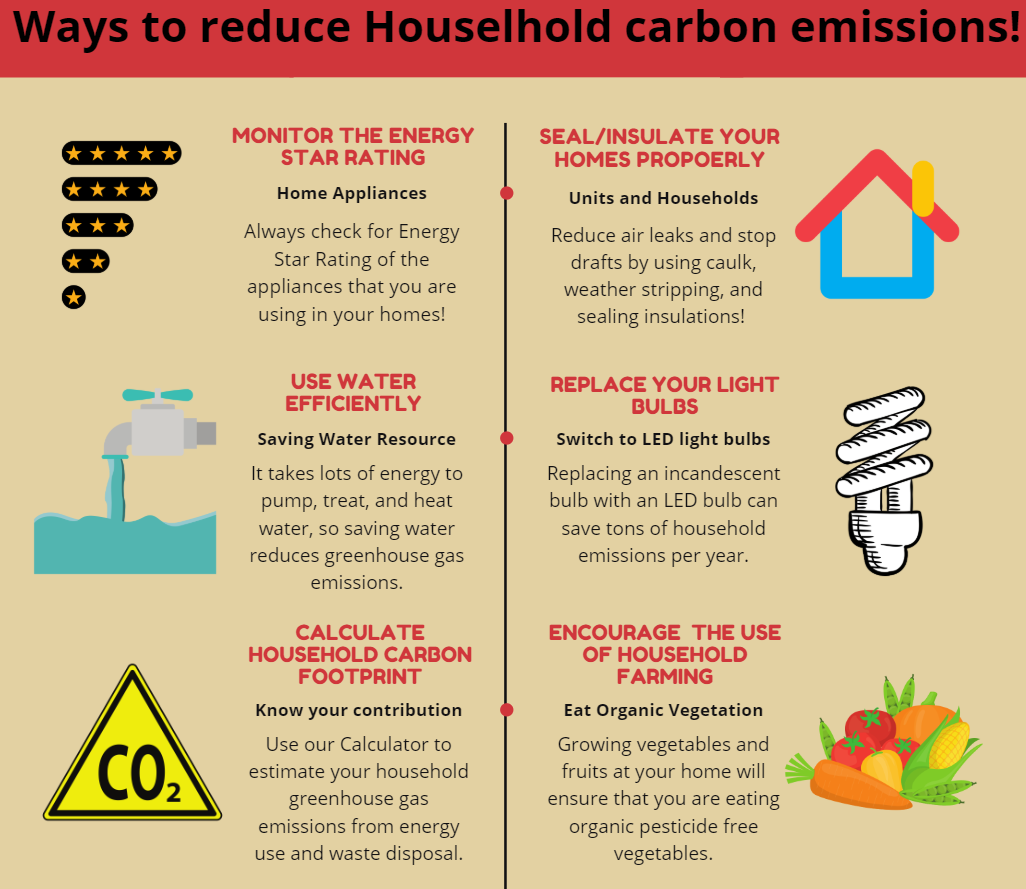 Ways to reduce Houselhold carbon emissions!
MONITOR THE ENERGY
STAR RATING
Home Appliances
Always check for Energy
Star Rating of the
appliances that you are
using in your homes!
SEAL/INSULATE YOUR
HOMES PROPOERLY
Units and Households
Reduce air leaks and stop
drafts by using caulk,
weather stripping, and
sealing insulations!
USE WATER
EFFICIENTLY
Saving Water Resource
It takes lots of energy to
pump, treat, and heat
water, so saving water
reduces greenhouse gas
emissions.
REPLACE YOUR LIGHT
BULBS
Switch to LED light bulbs
Replacing an incandescent
bulb with an LED bulb can
save tons of household
emissions per year.
CO₂
CALCULATE
HOUSEHOLD CARBON
FOOTPRINT
Know your contribution
Use our Calculator to
estimate your household
greenhouse gas
emissions from energy
use and waste disposal.
ENCOURAGE THE USE
OF HOUSEHOLD
FARMING
Eat Organic Vegetation
Growing vegetables and
fruits at your home will
ensure that you are eating
organic pesticide free
vegetables.